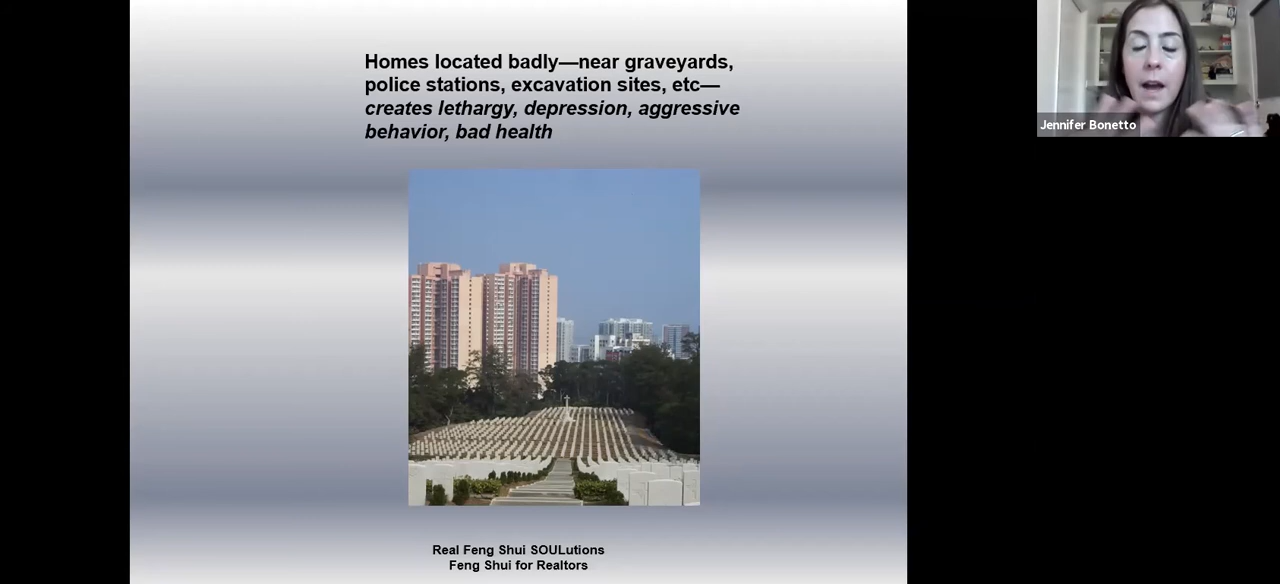 Homes located badly—near graveyards,
police stations, excavation sites, etc—
creates lethargy, depression, aggressive
behavior, bad health
Jennifer Bonetto
Real Feng Shui SOULutions
Feng Shui for Realtors